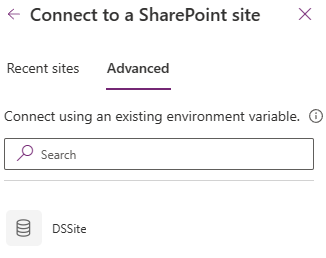 Connect to a SharePoint site
Recent sites Advanced
Connect using an existing environment variable.
Search
DSSite